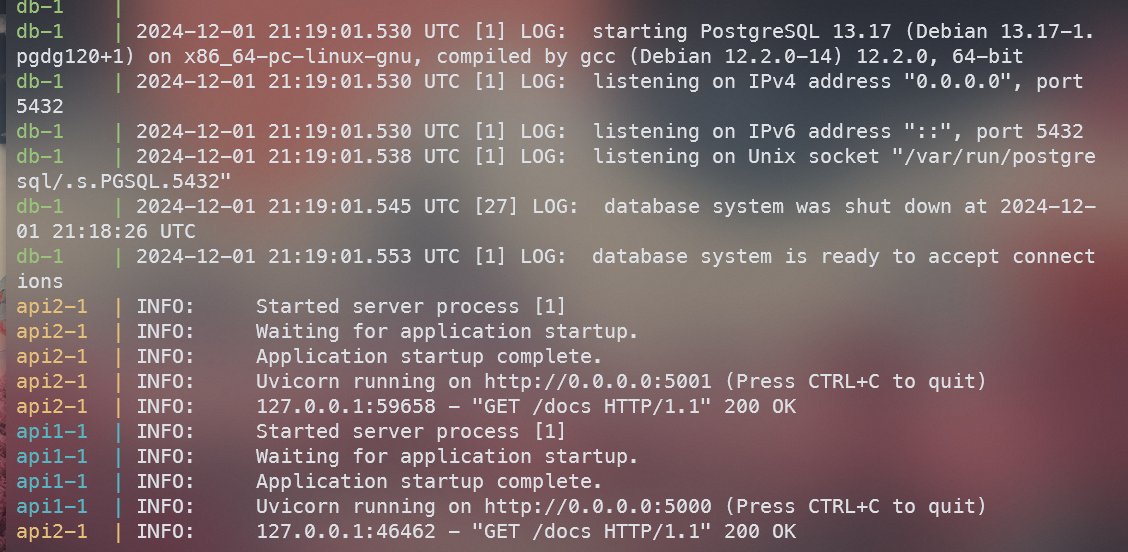 db-1    |
db-1    | 2024-12-01 21:19:01.530 UTC [1] LOG:  starting PostgreSQL 13.17 (Debian 13.17-1.
pgdg120+1) on x86_64-pc-linux-gnu, compiled by gcc (Debian 12.2.0-14) 12.2.0, 64-bit
db-1    | 2024-12-01 21:19:01.530 UTC [1] LOG:  listening on IPv4 address "0.0.0.0", port
5432
db-1    | 2024-12-01 21:19:01.530 UTC [1] LOG:  listening on IPv6 address "::", port 5432
db-1    | 2024-12-01 21:19:01.538 UTC [1] LOG:  listening on Unix socket "/var/run/postgre
sql/.s.PGSQL.5432"
db-1    | 2024-12-01 21:19:01.545 UTC [27] LOG:  database system was shut down at 2024-12-
01 21:18:26 UTC
db-1    | 2024-12-01 21:19:01.553 UTC [1] LOG:  database system is ready to accept connect
ions
api2-1  | INFO:     Started server process [1]
api2-1  | INFO:     Waiting for application startup.
api2-1  | INFO:     Application startup complete.
api2-1  | INFO:     Uvicorn running on http://0.0.0.0:5001 (Press CTRL+C to quit)
api2-1  | INFO:     127.0.0.1:59658 - "GET /docs HTTP/1.1" 200 OK
api1-1  | INFO:     Started server process [1]
api1-1  | INFO:     Waiting for application startup.
api1-1  | INFO:     Application startup complete.
api1-1  | INFO:     Uvicorn running on http://0.0.0.0:5000 (Press CTRL+C to quit)
api2-1  | INFO:     127.0.0.1:46462 - "GET /docs HTTP/1.1" 200 OK